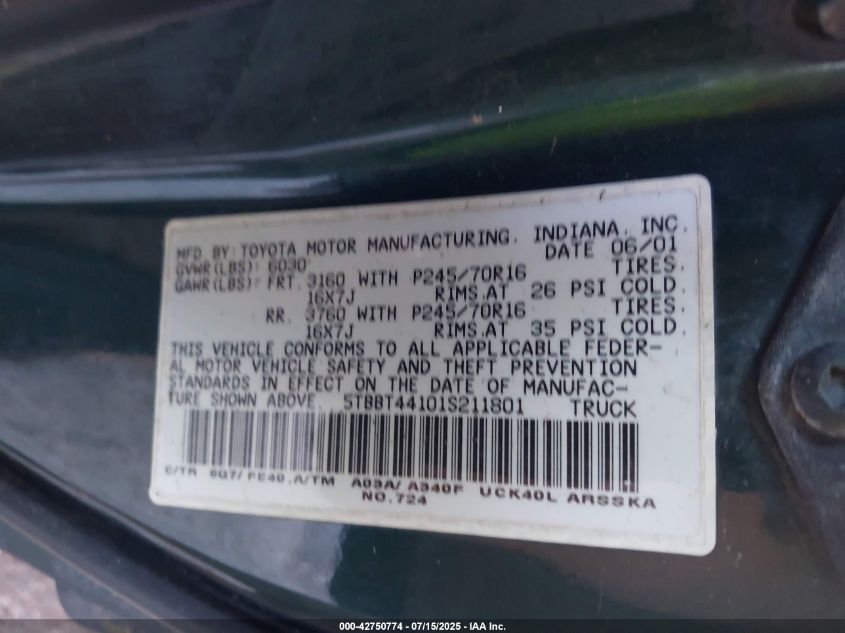 MFD. BY: TOYOTA MOTOR MANUFACTURING, INDIANA, INC.
DATE 06/01
GVWR(LBS): 6030
GAWR(LBS): FRT. 3160 WITH P245/70R16 TIRES.
16X7J RIMS.AT 26 PSI COLD.
RR. 3760 WITH P245/70R16 TIRES.
16X7J RIMS.AT 35 PSI COLD.
THIS VEHICLE CONFORMS TO ALL APPLICABLE FEDER-
AL MOTOR VEHICLE SAFETY AND THEFT PREVENTION
STANDARDS IN EFFECT ON THE DATE OF MANUFAC-
TURE SHOWN ABOVE. 5TBBT44101S211801 TRUCK
C/TR 6Q7/ FE40 ,A/TM A03A/ A340F UCK40L ARSSKA
NO.724
000-42750774 - 07/15/2025 - IAA Inc.